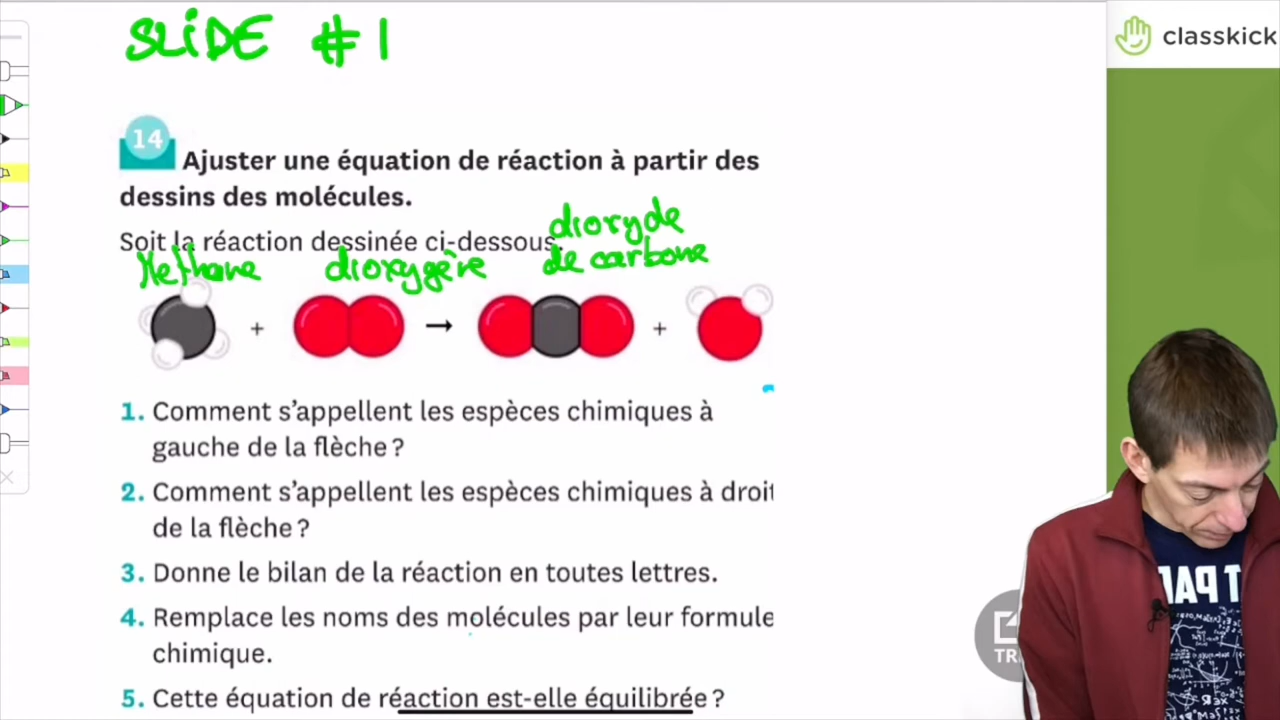 SLIDE #1
classkick
14
Ajuster une équation de réaction à partir des
dessins des molécules.
Soit la réaction dessinée ci-dessous.
Methane
dioxygène
dioxyde
de carbone
+
→
+
1. Comment s'appellent les espèces chimiques à
gauche de la flèche ?
2. Comment s'appellent les espèces chimiques à droit
de la flèche ?
3. Donne le bilan de la réaction en toutes lettres.
4. Remplace les noms des molécules par leur formule
chimique.
5. Cette équation de réaction est-elle équilibrée ?
TR